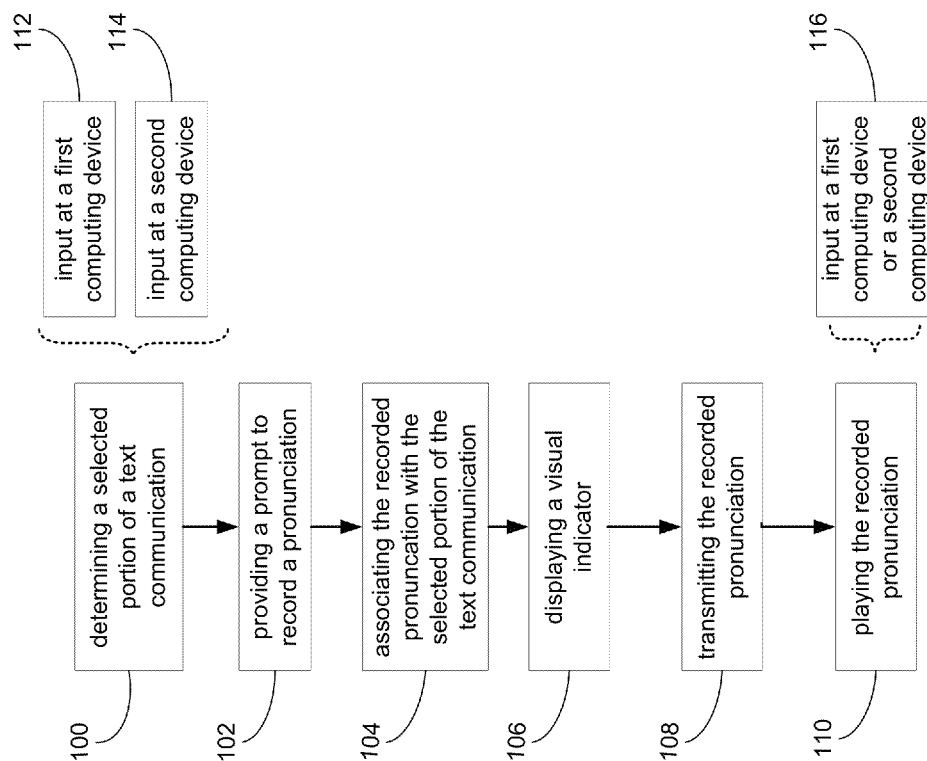 100
determining a selected
portion of a text
communication
112
input at a first
computing device
114
input at a second
computing device
102
providing a prompt to
record a pronunciation
104
associating the recorded
pronuncation with the
selected portion of the
text communication
106
displaying a visual
indicator
108
transmitting the recorded
pronunciation
110
playing the recorded
pronunciation
116
input at a first
computing device
or a second
computing device